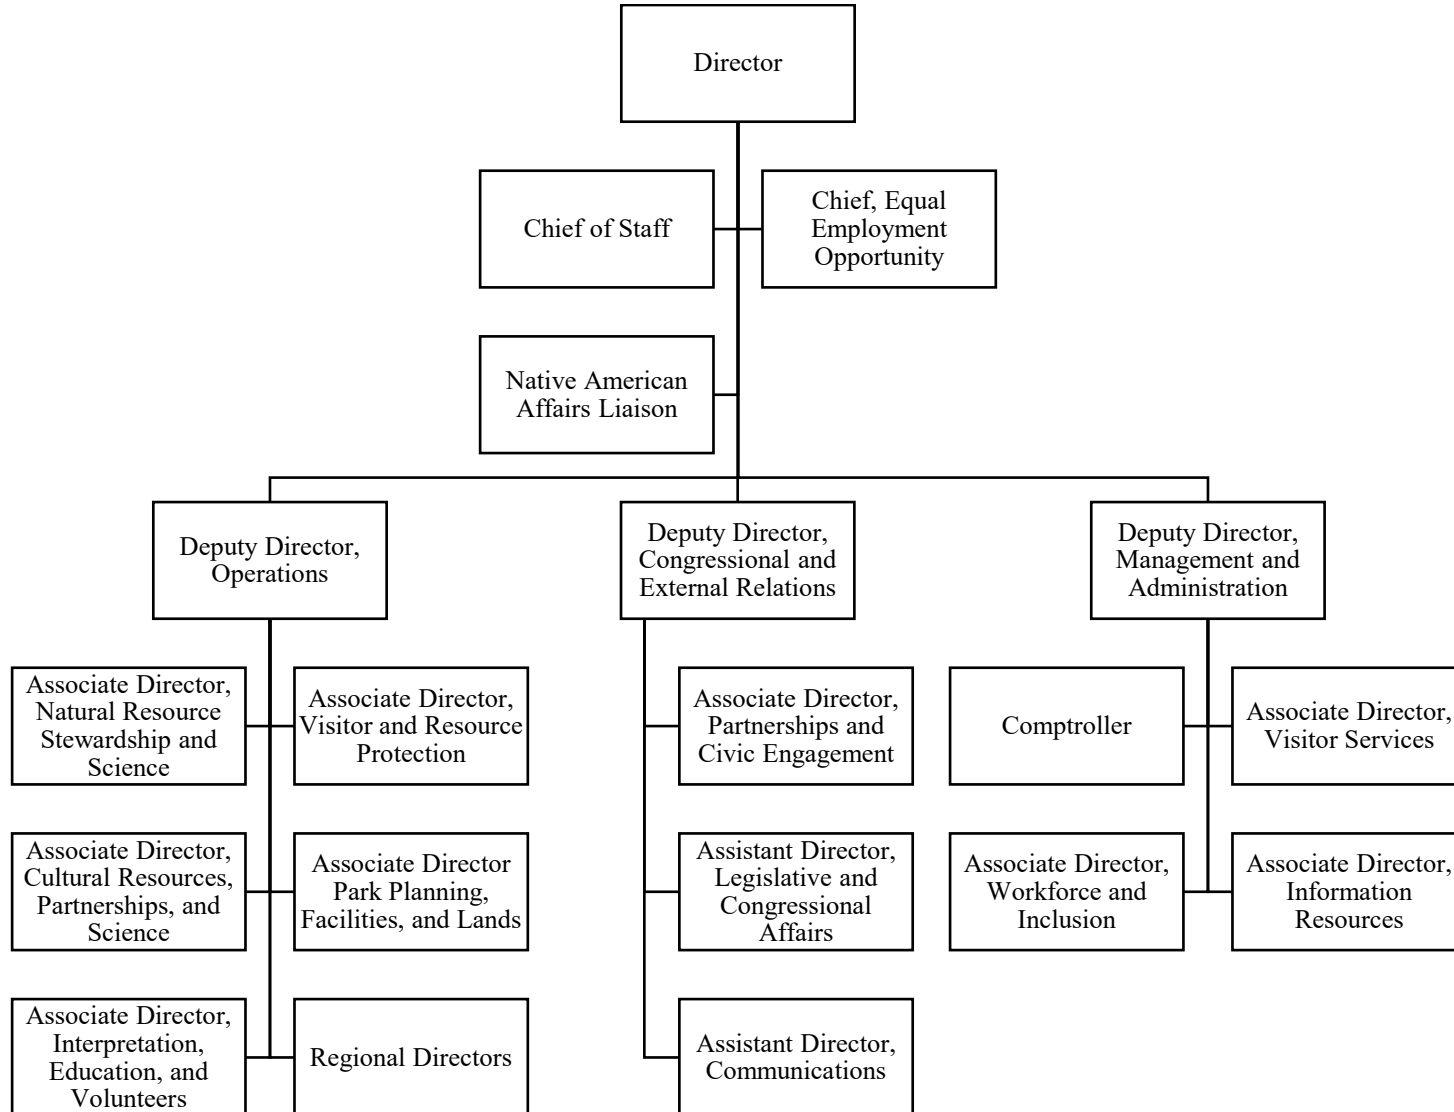 Director
Chief of Staff
Chief, Equal
Employment
Opportunity
Native American
Affairs Liaison
Deputy Director,
Operations
Deputy Director,
Congressional and
External Relations
Deputy Director,
Management and
Administration
Associate Director,
Natural Resource
Stewardship and
Science
Associate Director,
Visitor and Resource
Protection
Associate Director,
Partnerships and
Civic Engagement
Comptroller
Associate Director,
Visitor Services
Associate Director,
Cultural Resources,
Partnerships, and
Science
Associate Director
Park Planning,
Facilities, and Lands
Assistant Director,
Legislative and
Congressional
Affairs
Associate Director,
Workforce and
Inclusion
Associate Director,
Information
Resources
Associate Director,
Interpretation,
Education, and
Volunteers
Regional Directors
Assistant Director,
Communications